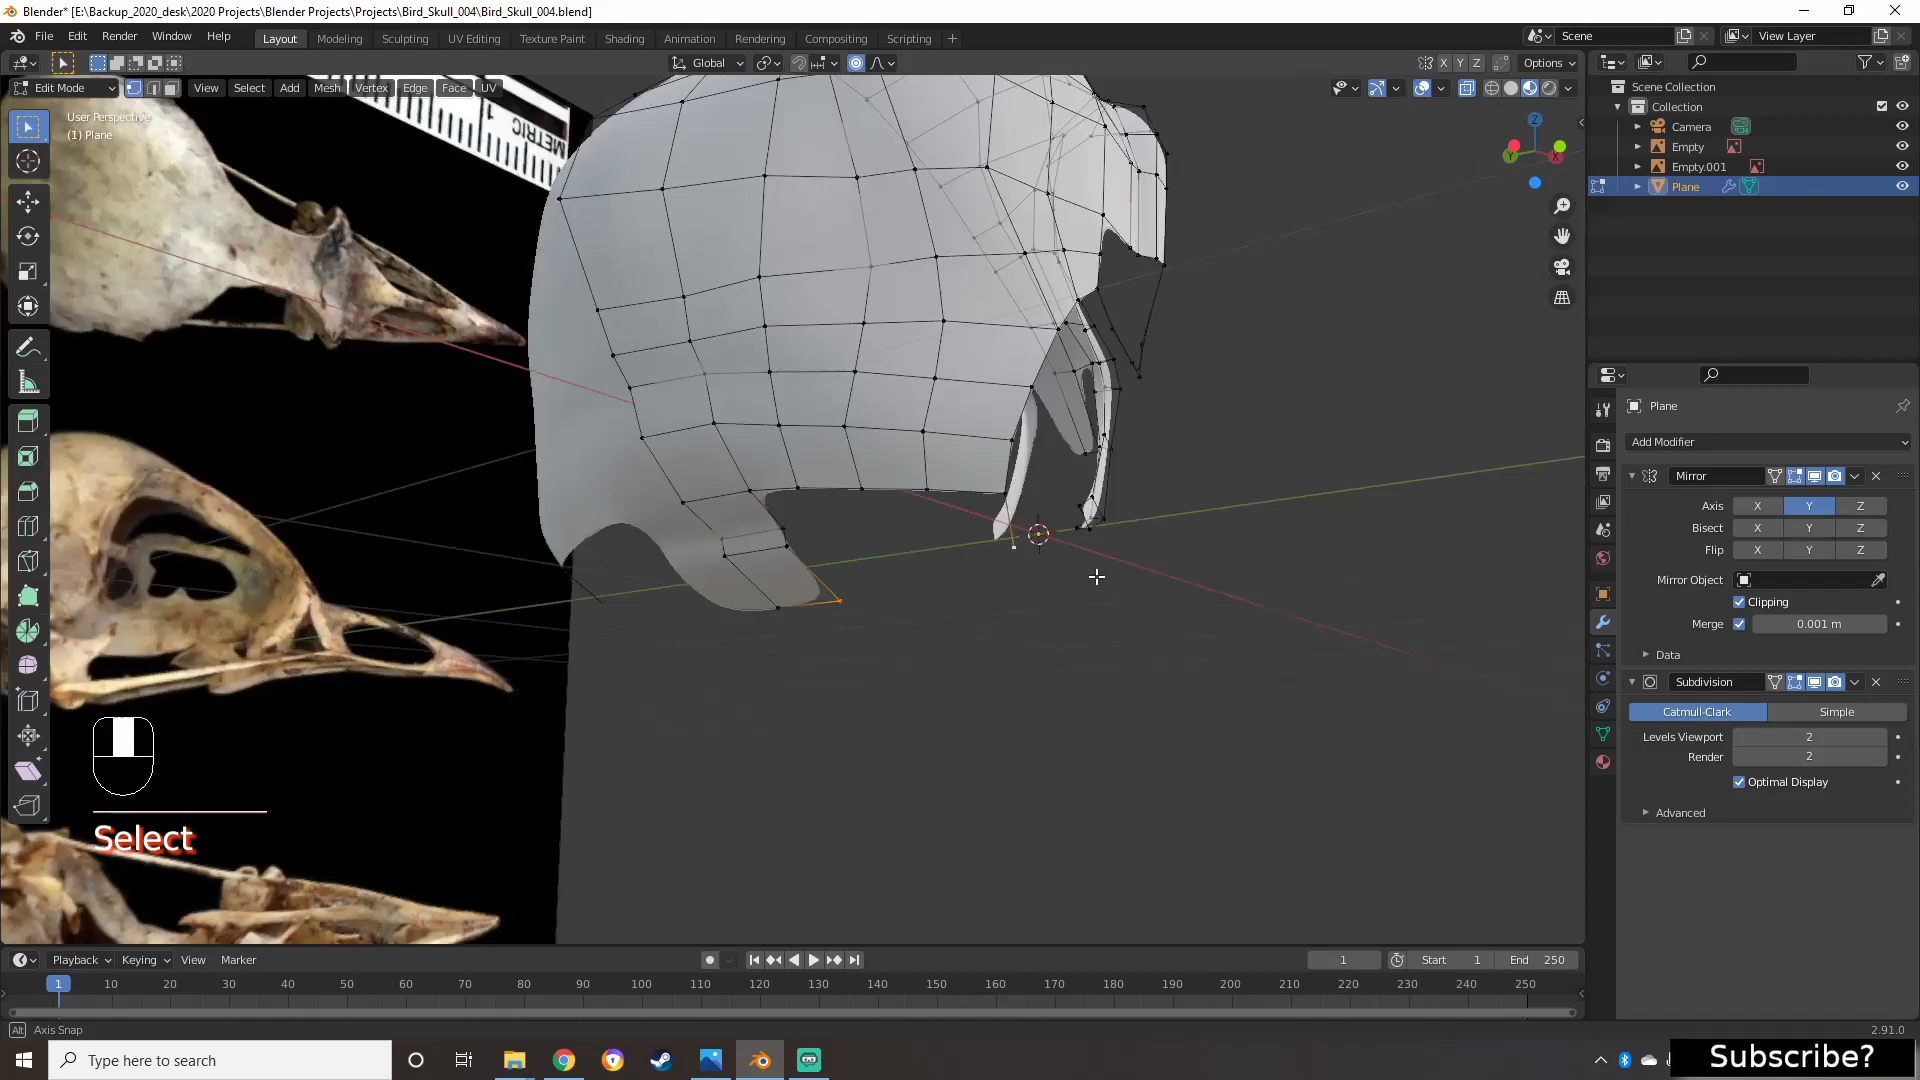 Blender* [E:\Backup_2020_desk\2020 Projects\Blender Projects\Projects\Bird_Skull_004\Bird_Skull_004.blend]
File Edit Render Window Help Layout Modeling Sculpting UV Editing Texture Paint Shading Animation Rendering Compositing Scripting + Scene View Layer
Global X Y Z Options
Edit Mode View Select Add Mesh Vertex Edge Face UV
User Perspective
(1) Plane
METRIC
1
Z
Y X
Scene Collection
Collection
Camera
Empty
Empty.001
Plane
Plane
Add Modifier
Mirror
Axis X Y Z
Bisect X Y Z
Flip X Y Z
Mirror Object
Clipping
Merge 0.001 m
Data
Subdivision
Catmull-Clark Simple
Levels Viewport 2
Render 2
Optimal Display
Advanced
Select
Playback Keying View Marker 1 Start 1 End 250
1 10 20 30 40 50 60 70 80 90 100 110 120 130 140 150 160 170 180 190 200 210 220 230 240 250
Alt Axis Snap 2.91.0
Type here to search
Subscribe?